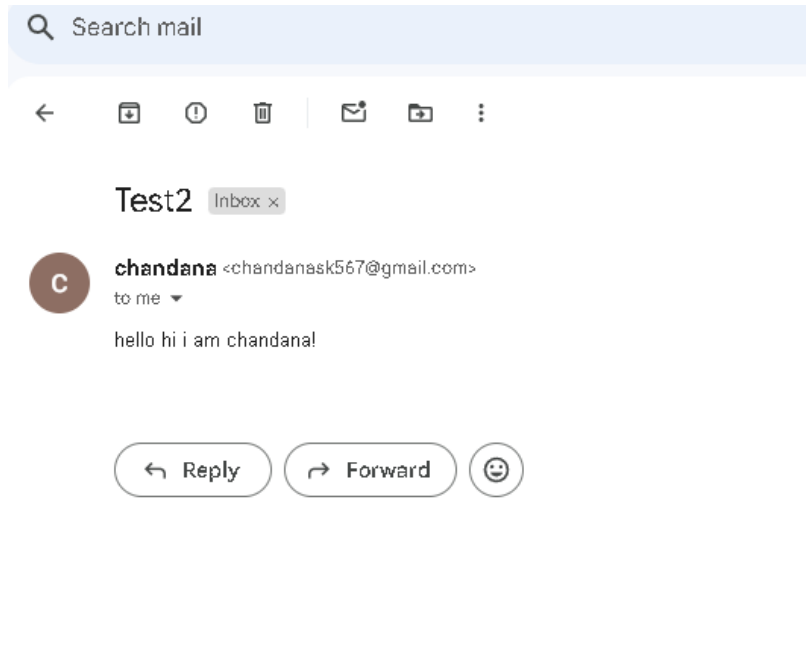 Search mail
Test2 Inbox ×
C
chandana <chandanask567@gmail.com>
to me
hello hi i am chandana!
Reply Forward